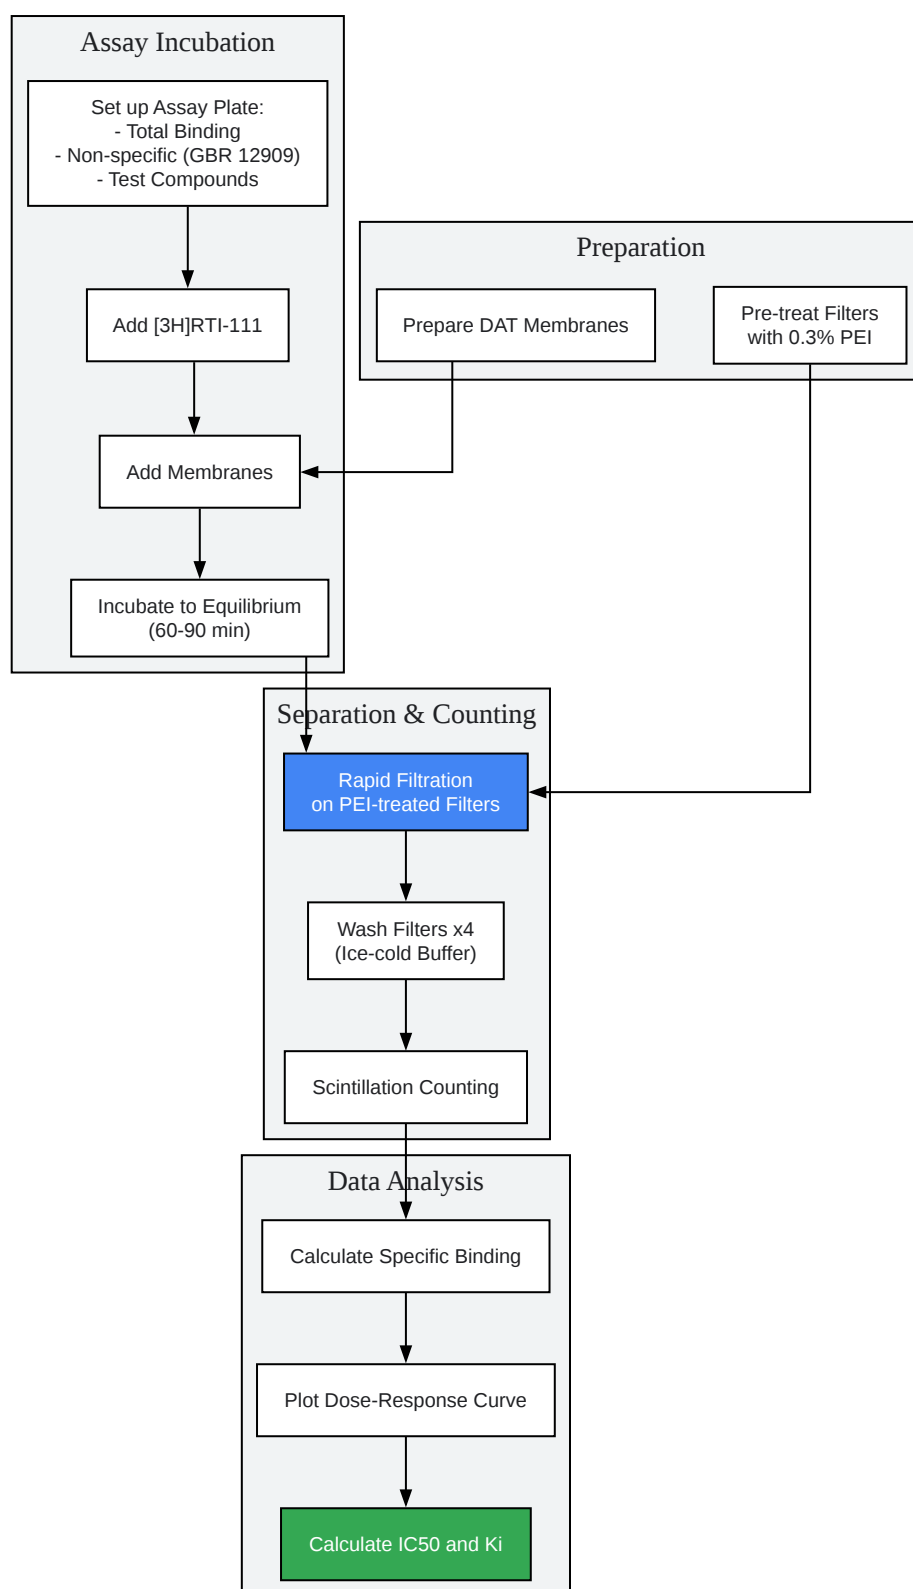 Assay Incubation
Set up Assay Plate:
- Total Binding
- Non-specific (GBR 12909)
- Test Compounds
Add [3H]RTI-111
Add Membranes
Incubate to Equilibrium
(60-90 min)
Preparation
Prepare DAT Membranes
Pre-treat Filters
with 0.3% PEI
Separation & Counting
Rapid Filtration
on PEI-treated Filters
Wash Filters x4
(Ice-cold Buffer)
Scintillation Counting
Data Analysis
Calculate Specific Binding
Plot Dose-Response Curve
Calculate IC50 and Ki